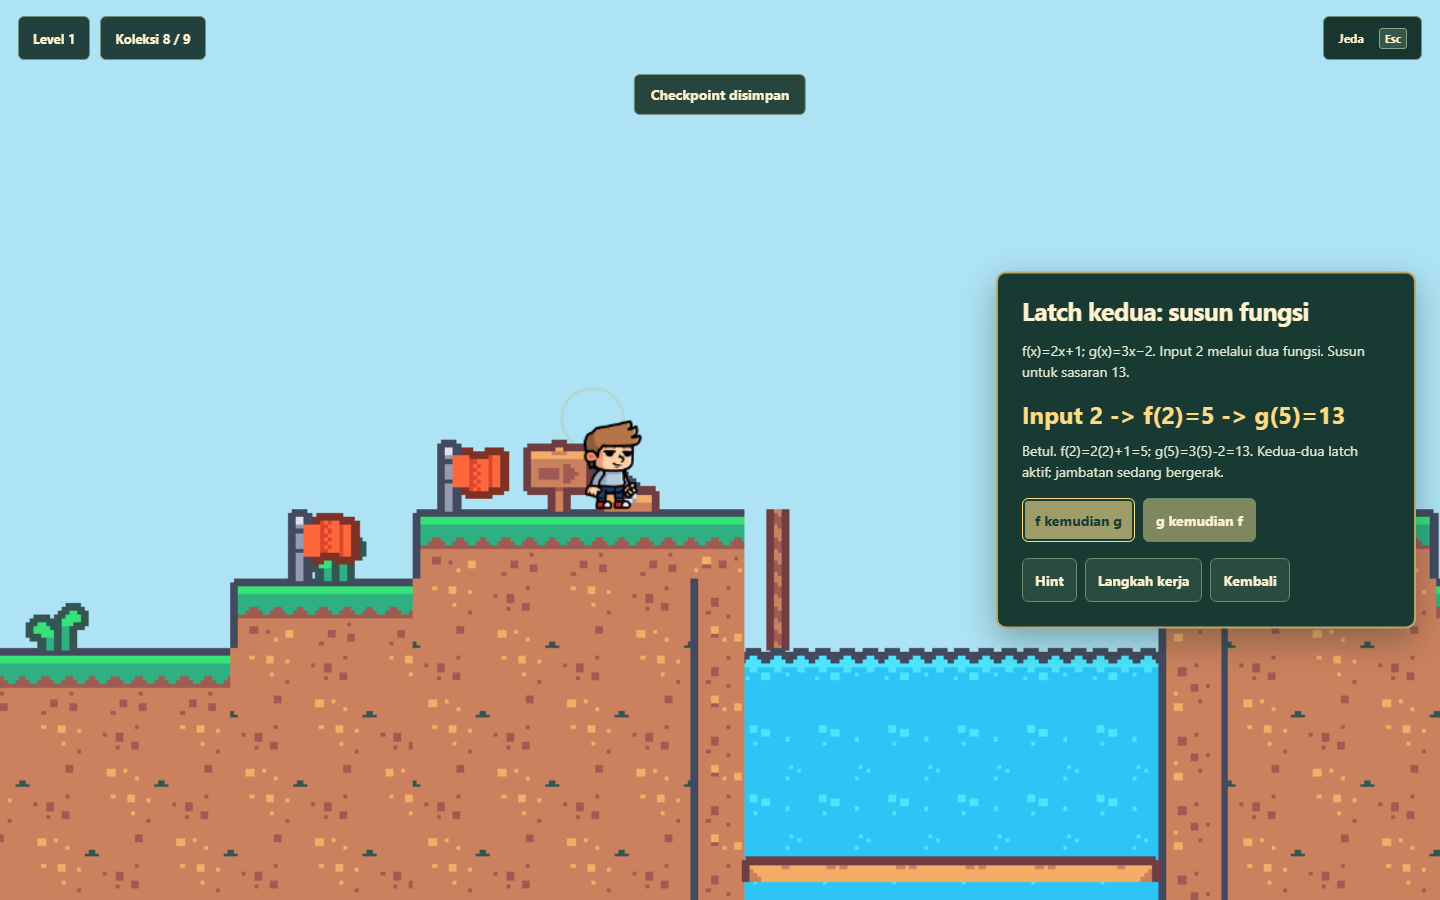 Level 1
Koleksi 8 / 9
Jeda Esc
Checkpoint disimpan
Latch kedua: susun fungsi
f(x)=2x+1; g(x)=3x−2. Input 2 melalui dua fungsi. Susun
untuk sasaran 13.
Input 2 -> f(2)=5 -> g(5)=13
Betul. f(2)=2(2)+1=5; g(5)=3(5)-2=13. Kedua-dua latch
aktif; jambatan sedang bergerak.
f kemudian g
g kemudian f
Hint
Langkah kerja
Kembali